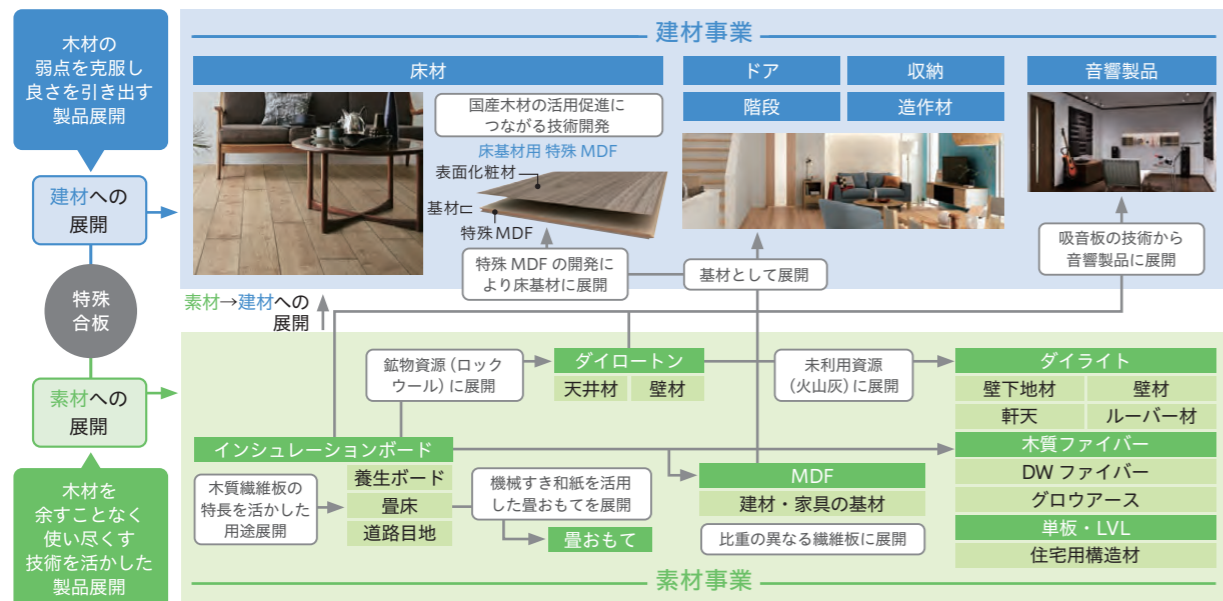 木材の
弱点を克服し
良さを引き出す
製品展開
建材への
展開
特殊
合板
素材への
展開
木材を
余すことなく
使い尽くす
技術を活かした
製品展開
建材事業
床材
ドア
収納
音響製品
階段
造作材
国産木材の活用促進に
つながる技術開発
床基材用 特殊 MDF
表面化粧材
基材
特殊MDF
特殊 MDF の開発に
より床基材に展開
基材として展開
吸音板の技術から
音響製品に展開
素材→建材への
展開
鉱物資源（ロック
ウール）に展開
ダイロートン
天井材
壁材
未利用資源
（火山灰）に展開
ダイライト
壁下地材
壁材
軒天
ルーバー材
インシュレーションボード
木質繊維板の
特長を活かした
用途展開
養生ボード
畳床
道路目地
機械すき和紙を活用
した畳おもてを展開
畳おもて
MDF
建材・家具の基材
比重の異なる繊維板に展開
木質ファイバー
DW ファイバー
グロウアース
単板・LVL
住宅用構造材
素材事業